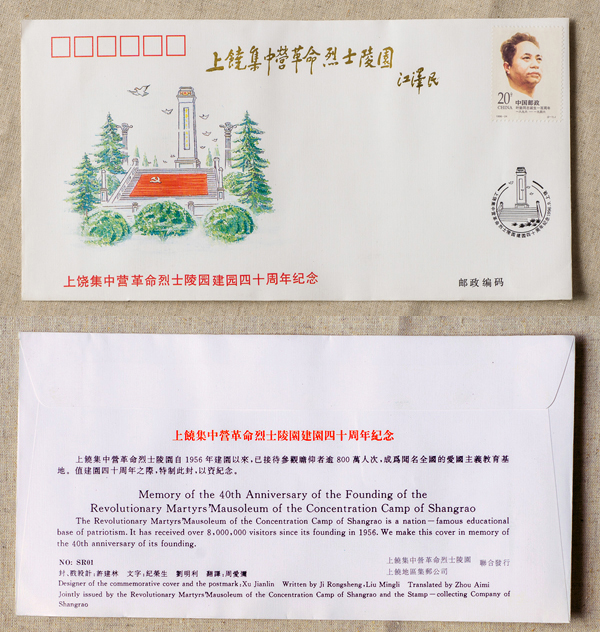 上饶集中营革命烈士陵园
江泽民
20分
中国邮政
CHINA
上饶集中营革命烈士陵园建园四十周年纪念
邮政编码
上饒集中營革命烈士陵園建園四十周年紀念
上饒集中營革命烈士陵園自1956年建園以來，已接待參觀瞻仰者逾800萬人次，成爲聞名全國的愛國主義教育基
地。值建園四十周年之際，特制此封，以資紀念。
Memory of the 40th Anniversary of the Founding of the
Revolutionary Martyrs'Mausoleum of the Concentration Camp of Shangrao
The Revolutionary Martyrs'Mausoleum of the Concentration Camp of Shangrao is a nation—famous educational
base of patriotism. It has received over 8,000,000 visitors since its founding in 1956. We make this cover in memory of
the 40th anniversary of its founding.
NO: SR01
上饒集中營革命烈士陵園
上饒地區集郵公司
聯合發行
封、戳設計：許建林 文字：紀榮生 劉明利 翻譯：周愛瀰
Designer of the commemorative cover and the postmark:Xu Jianlin Written by Ji Rongsheng,Liu Mingli Translated by Zhou Aimi
Jointly issued by the Revolutionary Martyrs'Mausoleum of the Concentration Camp of Shangrao and the Stamp—collecting Company of
Shangrao